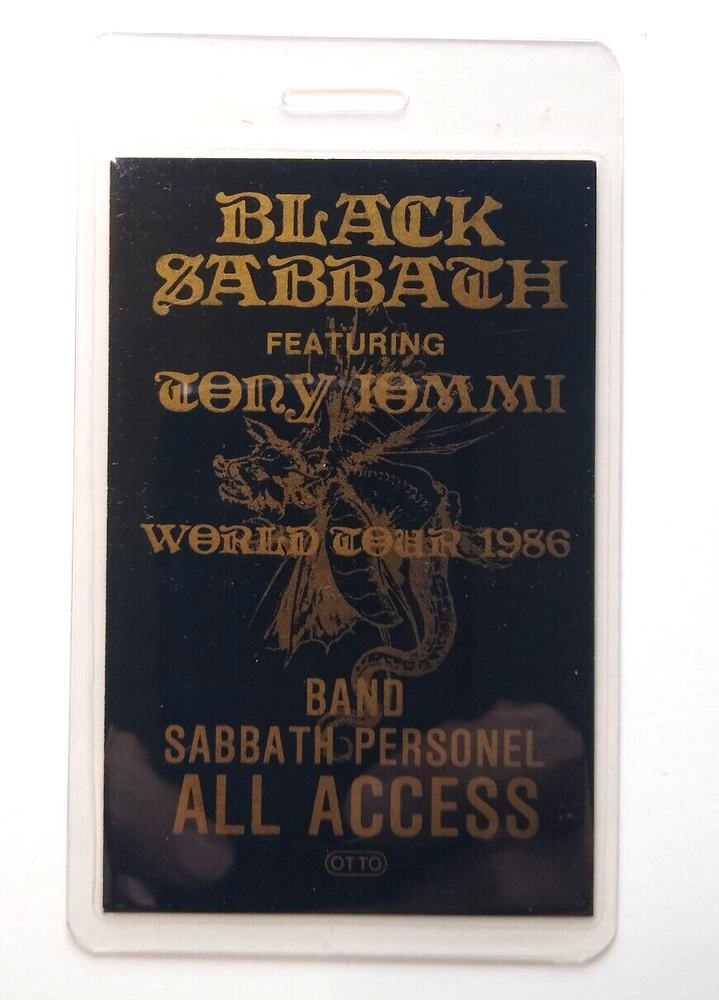 BLACK
SABBATH
FEATURING
TONY IOMMI
WORLD TOUR 1986
BAND
SABBATH PERSONEL
ALL ACCESS
OTTO